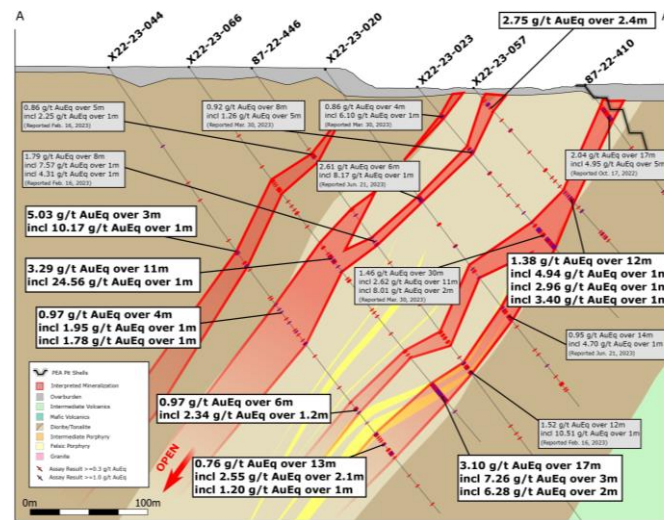 A
A
X22-23-044
X22-23-066
87-22-446
X22-23-020
X22-23-023
X22-23-057
87-22-410
2.75 g/t AuEq over 2.4m
0.86 g/t AuEq over 5m
incl 2.25 g/t AuEq over 1m
(Reported Feb. 16, 2023)
0.92 g/t AuEq over 8m
incl 1.26 g/t AuEq over 5m
(Reported Mar. 30, 2023)
0.86 g/t AuEq over 4m
incl 6.10 g/t AuEq over 1m
(Reported Mar. 30, 2023)
1.79 g/t AuEq over 8m
incl 7.57 g/t AuEq over 1m
incl 4.31 g/t AuEq over 1m
(Reported Feb. 16, 2023)
2.61 g/t AuEq over 6m
incl 8.17 g/t AuEq over 1m
(Reported Jun. 21, 2023)
2.04 g/t AuEq over 17m
incl 4.95 g/t AuEq over 5m
(Reported Oct. 17, 2022)
5.03 g/t AuEq over 3m
incl 10.17 g/t AuEq over 1m
3.29 g/t AuEq over 11m
incl 24.56 g/t AuEq over 1m
1.46 g/t AuEq over 30m
incl 2.62 g/t AuEq over 11m
incl 8.01 g/t AuEq over 2m
(Reported Mar. 30, 2023)
1.38 g/t AuEq over 12m
incl 4.94 g/t AuEq over 1m
incl 2.96 g/t AuEq over 1m
incl 3.40 g/t AuEq over 1m
0.97 g/t AuEq over 4m
incl 1.95 g/t AuEq over 1m
incl 1.78 g/t AuEq over 1m
0.95 g/t AuEq over 14m
incl 4.70 g/t AuEq over 1m
(Reported Jun. 21, 2023)
0.97 g/t AuEq over 6m
incl 2.34 g/t AuEq over 1.2m
1.52 g/t AuEq over 12m
incl 10.51 g/t AuEq over 1m
(Reported Feb. 16, 2023)
0.76 g/t AuEq over 13m
incl 2.55 g/t AuEq over 2.1m
incl 1.20 g/t AuEq over 1m
3.10 g/t AuEq over 17m
incl 7.26 g/t AuEq over 3m
incl 6.28 g/t AuEq over 2m
OPEN
PEA Pit Shells
Interpreted Mineralization
Overburden
Intermediate Volcanics
Mafic Volcanics
Diorite/Tonalite
Intermediate Porphyry
Felsic Porphyry
Granite
Assay Result >=0.3 g/t AuEq
Assay Result >=1.0 g/t AuEq
0m
100m